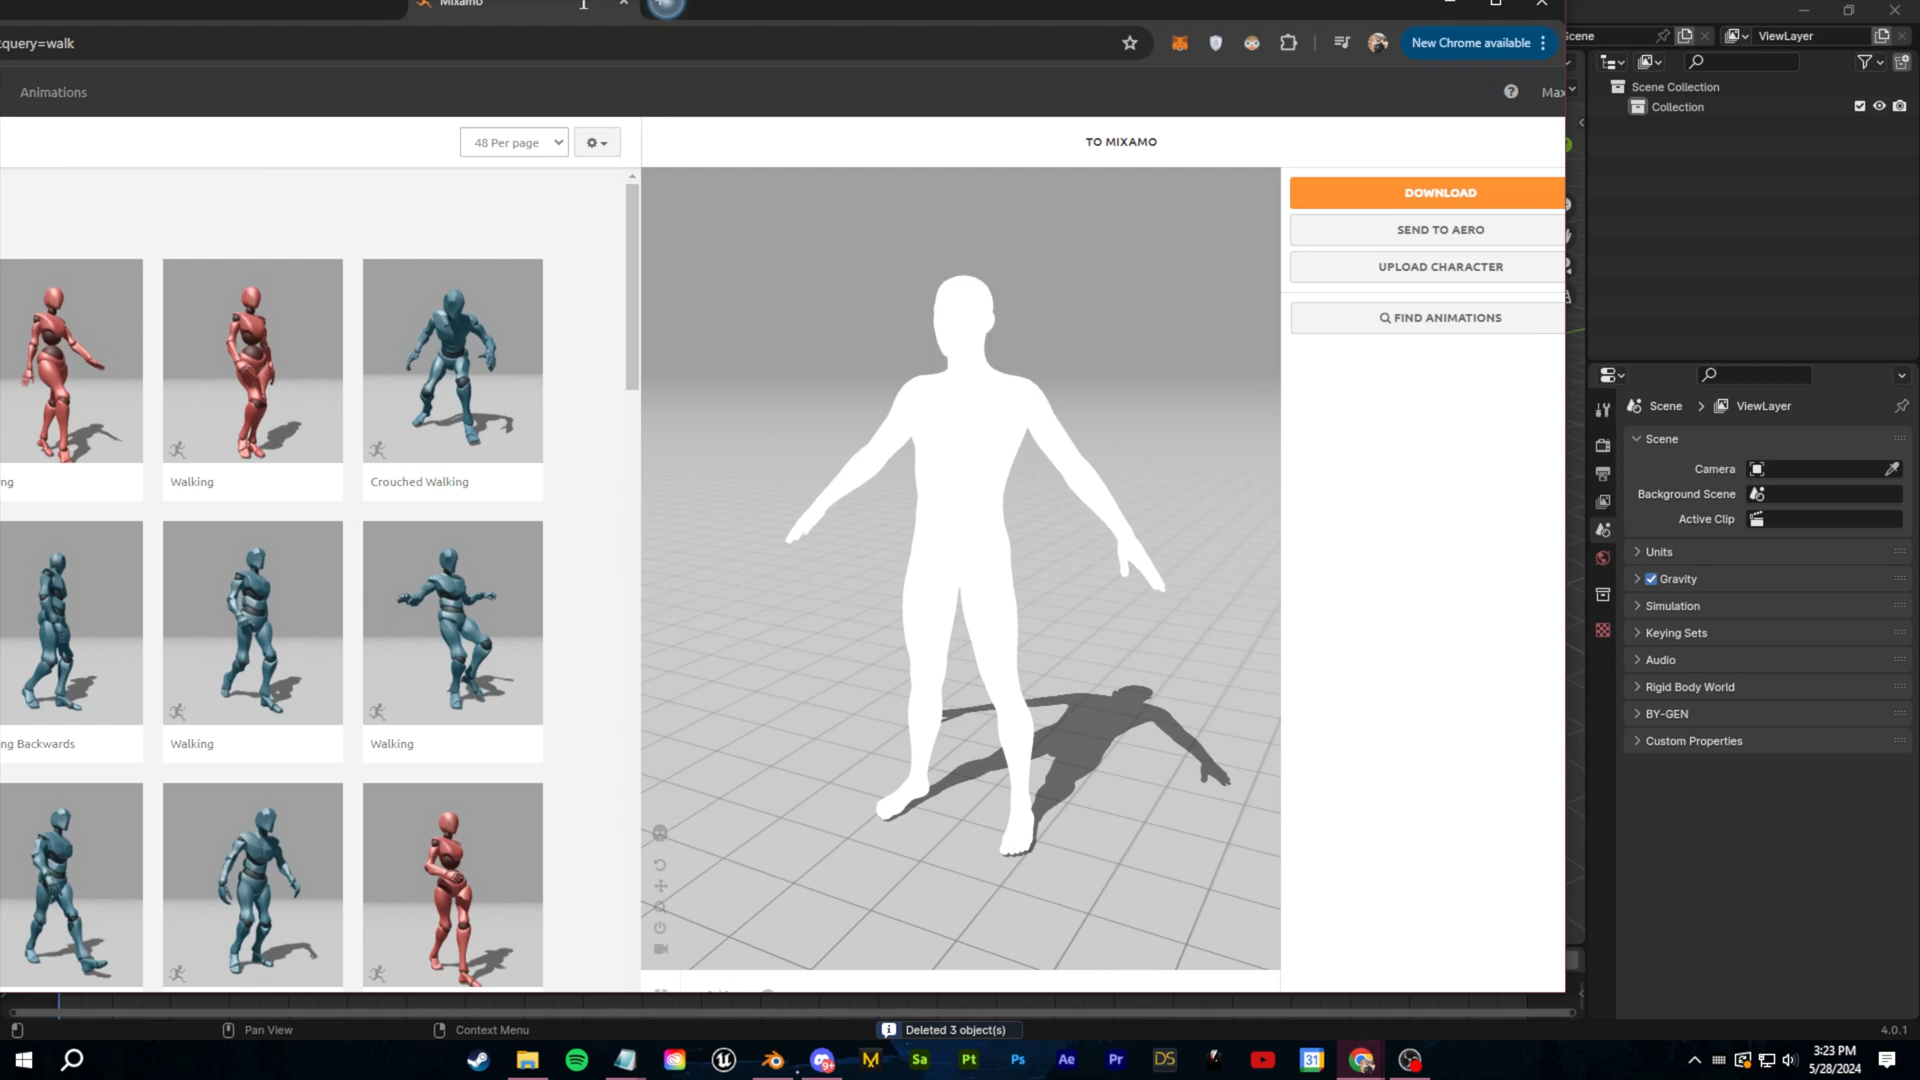 Mixamo
query=walk
New Chrome available
Scene
ViewLayer
Animations
Max
Scene Collection
Collection
48 Per page
TO MIXAMO
DOWNLOAD
SEND TO AERO
UPLOAD CHARACTER
FIND ANIMATIONS
ng
Walking
Crouched Walking
ng Backwards
Walking
Walking
Scene
ViewLayer
Scene
Camera
Background Scene
Active Clip
Units
Gravity
Simulation
Keying Sets
Audio
Rigid Body World
BY-GEN
Custom Properties
Pan View
Context Menu
Deleted 3 object(s)
4.0.1
9+
M
Sa
Pt
Ps
Ae
Pr
DS
31
3:23 PM
5/28/2024